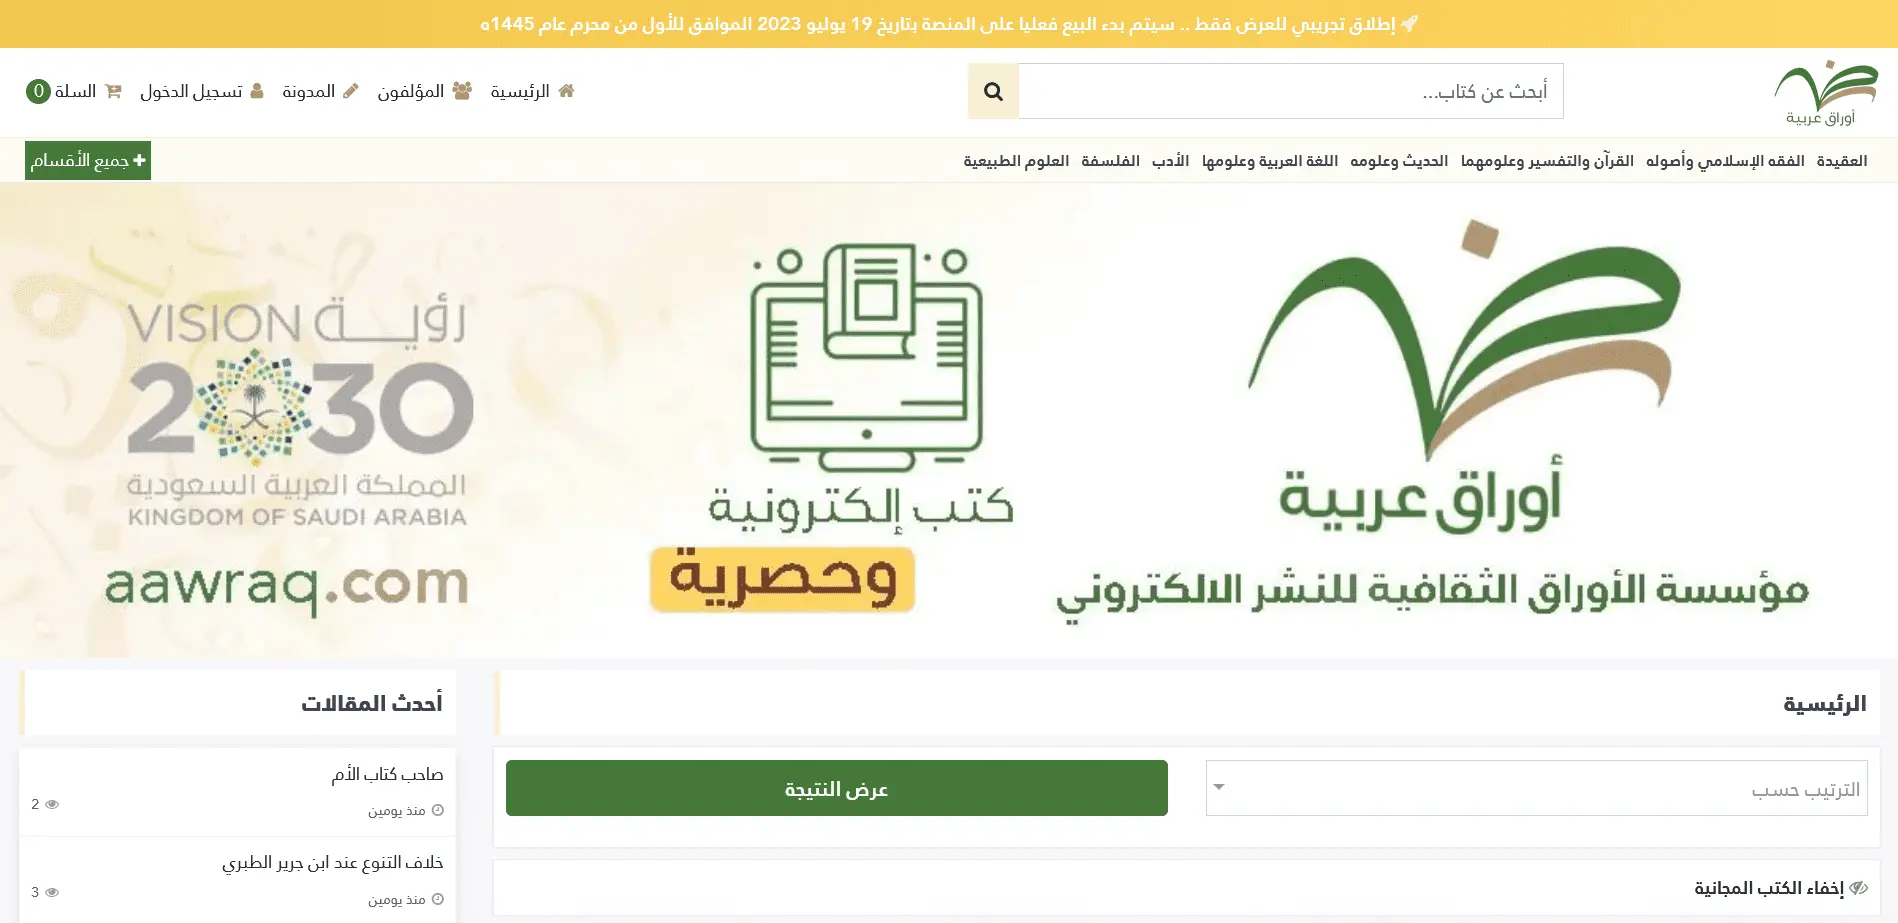 إطلاق تجريبي للعرض فقط .. سيتم بدء البيع فعليا على المنصة بتاريخ 19 يوليو 2023 الموافق للأول من محرم عام 1445ه
أوراق عربية
أبحث عن كتاب...
الرئيسية المؤلفون المدونة تسجيل الدخول السلة 0
العقيدة الفقه الإسلامي وأصوله القرآن والتفسير وعلومهما الحديث وعلومه اللغة العربية وعلومها الأدب الفلسفة العلوم الطبيعية
جميع الأقسام
أوراق عربية
مؤسسة الأوراق الثقافية للنشر الالكتروني
كتب إلكترونية
وحصرية
VISION رؤيـة
2030
المملكة العربية السعودية
KINGDOM OF SAUDI ARABIA
aawraq.com
الرئيسية
الترتيب حسب
عرض النتيجة
إخفاء الكتب المجانية
أحدث المقالات
صاحب كتاب الأم
منذ يومين
2
خلاف التنوع عند ابن جرير الطبري
منذ يومين
3